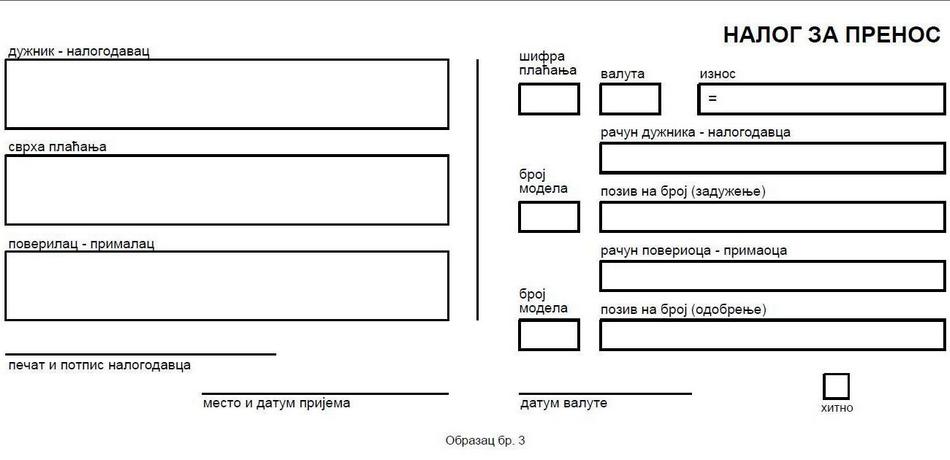 НАЛОГ ЗА ПРЕНОС
дужник - налогодавац
сврха плаћања
поверилац - прималац
печат и потпис налогодавца
место и датум пријема
шифра
плаћања
валута
износ
=
рачун дужника - налогодавца
број
модела
позив на број (задужење)
рачун повериоца - примаоца
број
модела
позив на број (одобрење)
датум валуте
хитно
Образац бр. 3